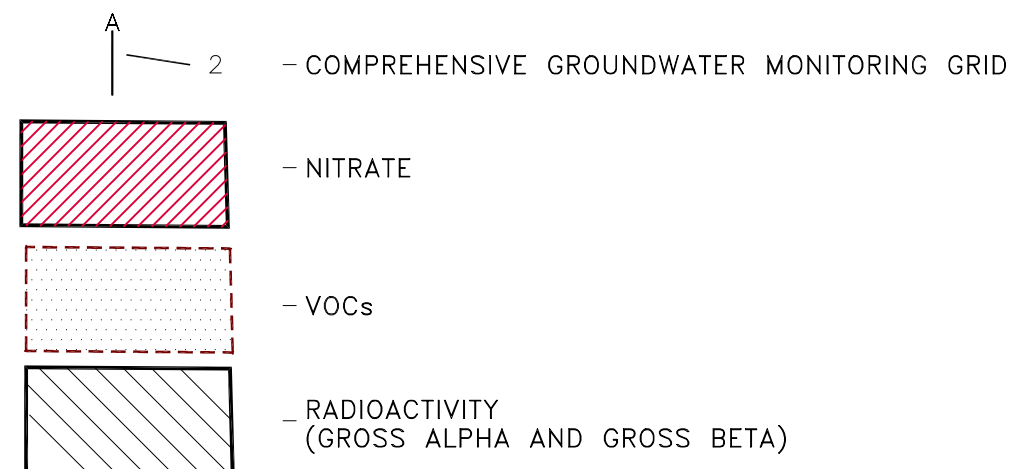 A
2 – COMPREHENSIVE GROUNDWATER MONITORING GRID
– NITRATE
– VOCs
– RADIOACTIVITY
(GROSS ALPHA AND GROSS BETA)